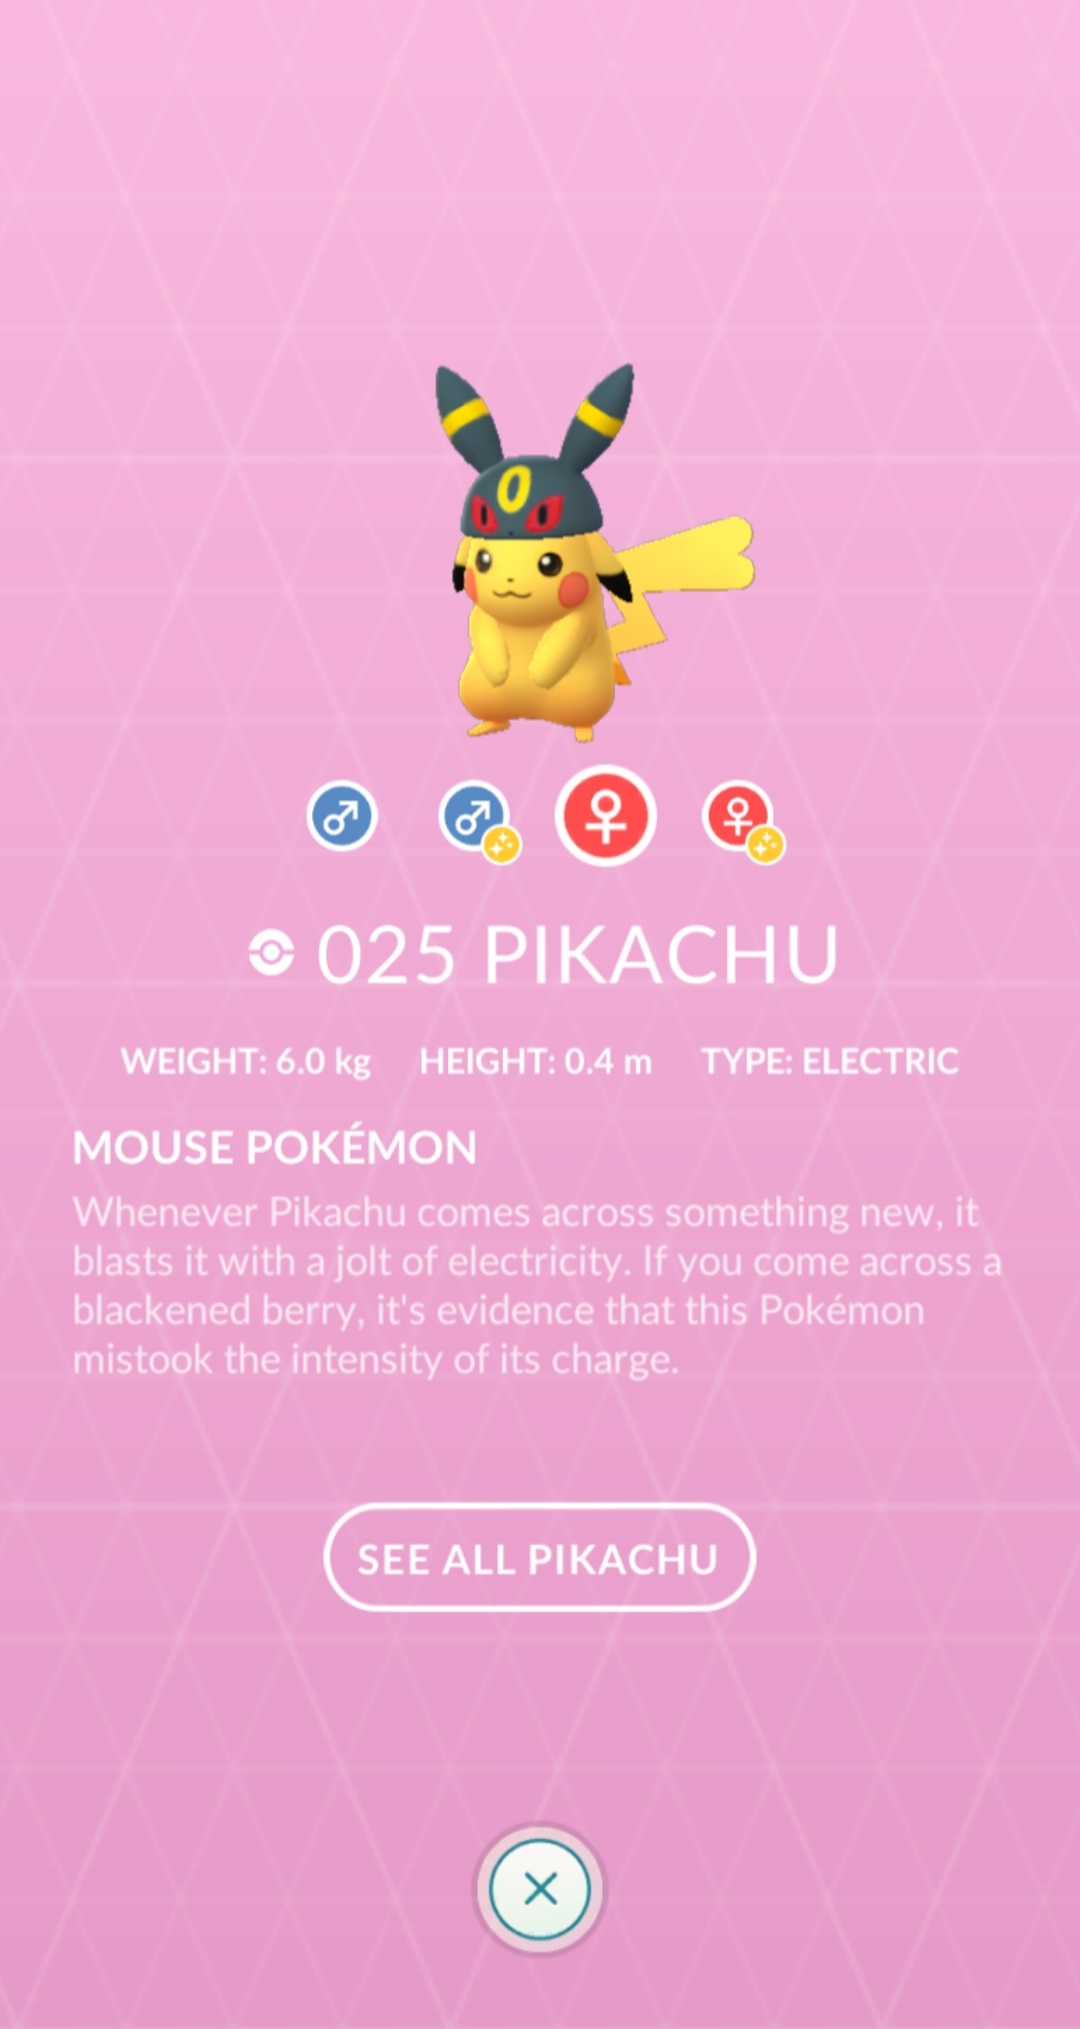 025 PIKACHU
WEIGHT: 6.0 kg HEIGHT: 0.4 m TYPE: ELECTRIC
MOUSE POKÉMON
Whenever Pikachu comes across something new, it
blasts it with a jolt of electricity. If you come across a
blackened berry, it's evidence that this Pokémon
mistook the intensity of its charge.
SEE ALL PIKACHU